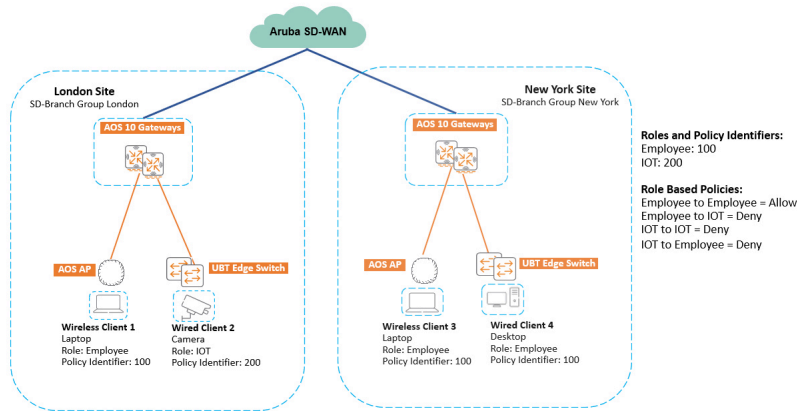 Aruba SD-WAN
London Site
SD-Branch Group London
AOS 10 Gateways
AOS AP
UBT Edge Switch
Wireless Client 1
Laptop
Role: Employee
Policy Identifier: 100
Wired Client 2
Camera
Role: IOT
Policy Identifier: 200
New York Site
SD-Branch Group New York
AOS 10 Gateways
AOS AP
UBT Edge Switch
Wireless Client 3
Laptop
Role: Employee
Policy Identifier: 100
Wired Client 4
Desktop
Role: Employee
Policy Identifier: 100
Roles and Policy Identifiers:
Employee: 100
IOT: 200
Role Based Policies:
Employee to Employee = Allow
Employee to IOT = Deny
IOT to IOT = Deny
IOT to Employee = Deny